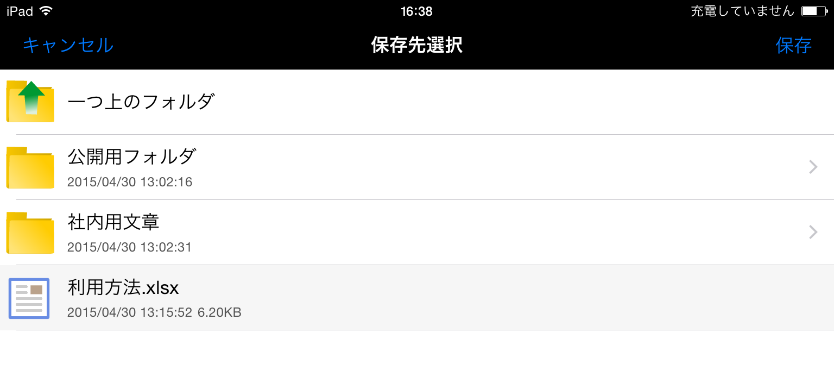 iPad 16:38 充電していません
キャンセル 保存先選択 保存
一つ上のフォルダ
公開用フォルダ
2015/04/30 13:02:16
社内用文章
2015/04/30 13:02:31
利用方法.xlsx
2015/04/30 13:15:52 6.20KB